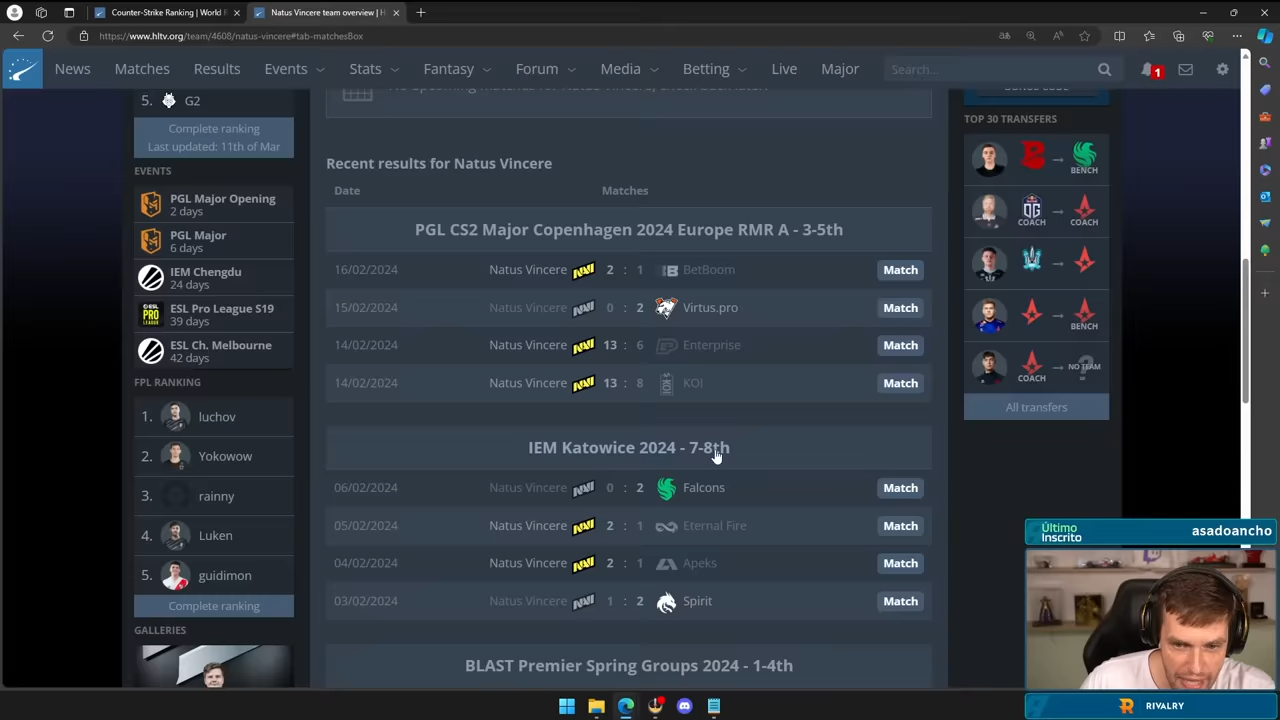 Counter-Strike Ranking | World R
Natus Vincere team overview | H
https://www.hltv.org/team/4608/natus-vincere#tab-matchesBox
News
Matches
Results
Events
Stats
Fantasy
Forum
Media
Betting
Live
Major
Search...
1
5. G2
Complete ranking
Last updated: 11th of Mar
EVENTS
PGL Major Opening
2 days
PGL Major
6 days
IEM Chengdu
24 days
ESL Pro League S19
39 days
ESL Ch. Melbourne
42 days
FPL RANKING
1. luchov
2. Yokowow
3. rainny
4. Luken
5. guidimon
Complete ranking
GALLERIES
Recent results for Natus Vincere
Date Matches
PGL CS2 Major Copenhagen 2024 Europe RMR A - 3-5th
16/02/2024 Natus Vincere 2 : 1 BetBoom Match
15/02/2024 Natus Vincere 0 : 2 Virtus.pro Match
14/02/2024 Natus Vincere 13 : 6 Enterprise Match
14/02/2024 Natus Vincere 13 : 8 KOI Match
IEM Katowice 2024 - 7-8th
06/02/2024 Natus Vincere 0 : 2 Falcons Match
05/02/2024 Natus Vincere 2 : 1 Eternal Fire Match
04/02/2024 Natus Vincere 2 : 1 Apeks Match
03/02/2024 Natus Vincere 1 : 2 Spirit Match
BLAST Premier Spring Groups 2024 - 1-4th
TOP 30 TRANSFERS
BENCH
COACH COACH
BENCH
COACH NO TEAM
All transfers
Último
Inscrito
asadoancho
RIVALRY